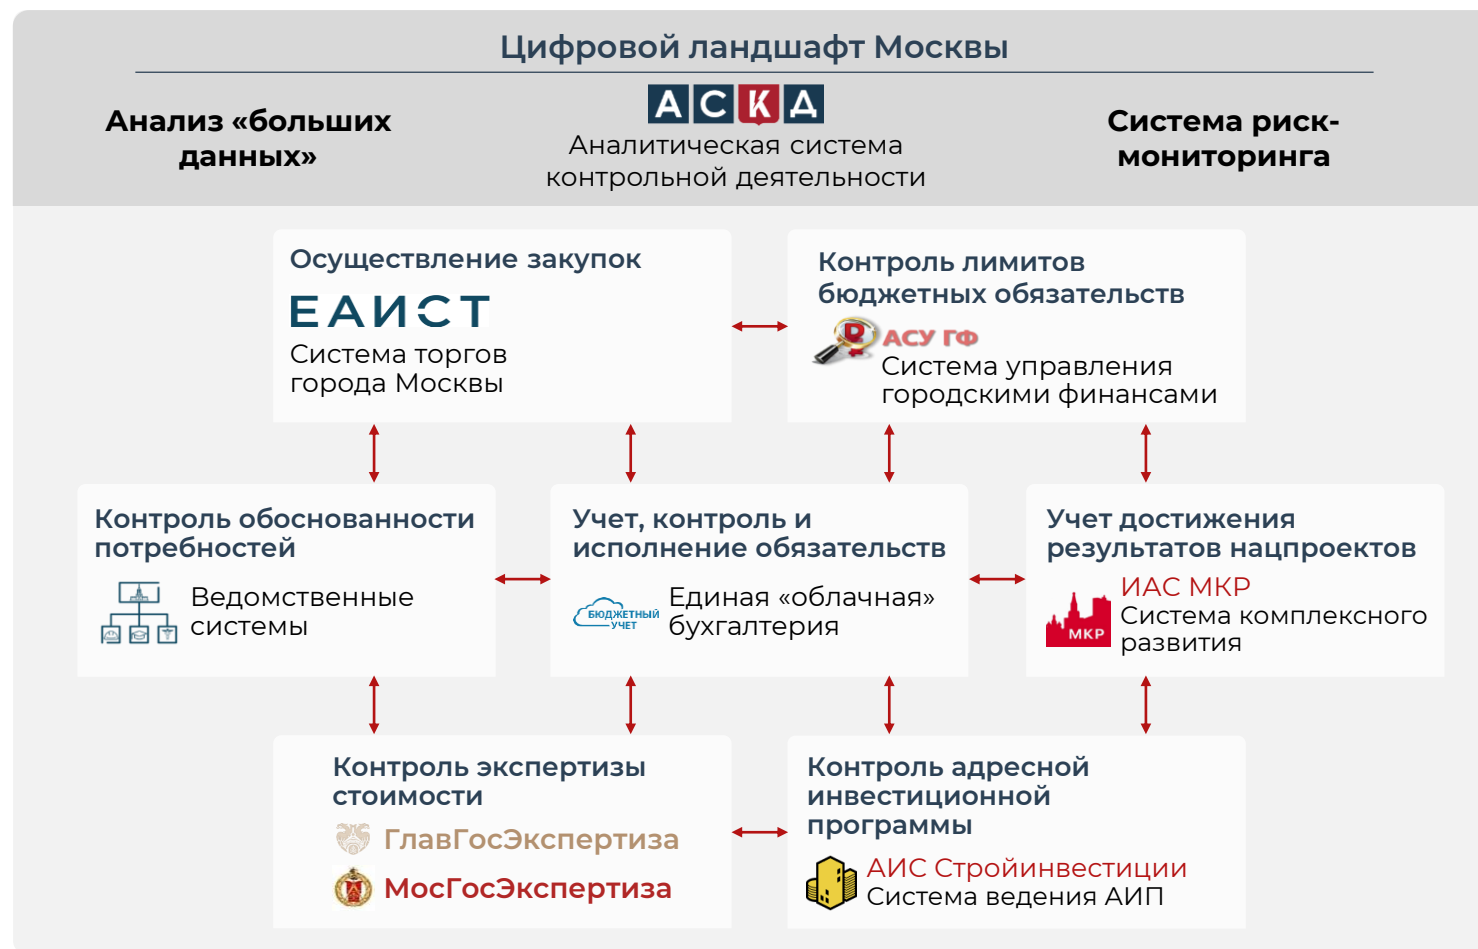 Цифровой ландшафт Москвы
Анализ «больших
данных»
АСКД
Аналитическая система
контрольной деятельности
Система риск-
мониторинга
Осуществление закупок
ЕАИСТ
Система торгов
города Москвы
Контроль лимитов
бюджетных обязательств
АСУ ГФ
Система управления
городскими финансами
Контроль обоснованности
потребностей
Ведомственные
системы
Учет, контроль и
исполнение обязательств
БЮДЖЕТНЫЙ
УЧЕТ
Единая «облачная»
бухгалтерия
Учет достижения
результатов нацпроектов
МКР
ИАС МКР
Система комплексного
развития
Контроль экспертизы
стоимости
ГлавГосЭкспертиза
МосГосЭкспертиза
Контроль адресной
инвестиционной
программы
АИС Стройинвестиции
Система ведения АИП